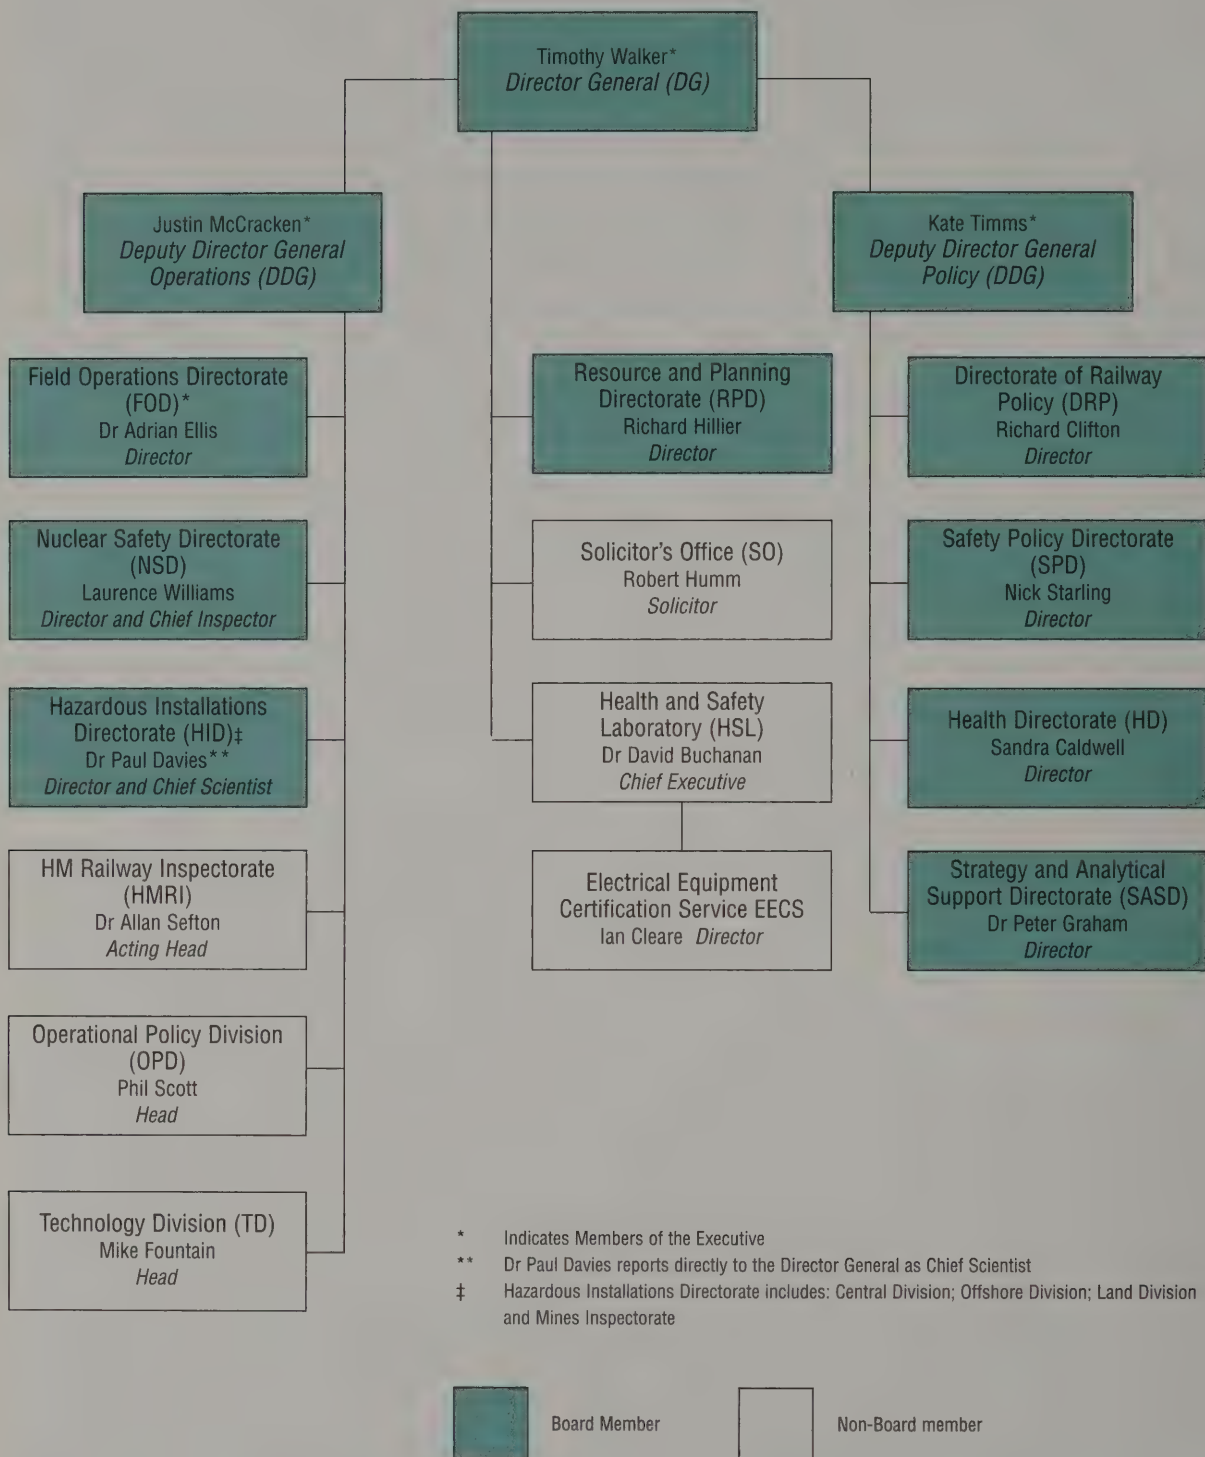 Timothy Walker*
Director General (DG)
Justin McCracken*
Deputy Director General
Operations (DDG)
Kate Timms*
Deputy Director General
Policy (DDG)
Field Operations Directorate
(FOD)*
Dr Adrian Ellis
Director
Nuclear Safety Directorate
(NSD)
Laurence Williams
Director and Chief Inspector
Hazardous Installations
Directorate (HID)‡
Dr Paul Davies**
Director and Chief Scientist
HM Railway Inspectorate
(HMRI)
Dr Allan Sefton
Acting Head
Operational Policy Division
(OPD)
Phil Scott
Head
Technology Division (TD)
Mike Fountain
Head
Resource and Planning
Directorate (RPD)
Richard Hillier
Director
Solicitor's Office (SO)
Robert Humm
Solicitor
Health and Safety
Laboratory (HSL)
Dr David Buchanan
Chief Executive
Electrical Equipment
Certification Service EECS
Ian Cleare Director
Directorate of Railway
Policy (DRP)
Richard Clifton
Director
Safety Policy Directorate
(SPD)
Nick Starling
Director
Health Directorate (HD)
Sandra Caldwell
Director
Strategy and Analytical
Support Directorate (SASD)
Dr Peter Graham
Director
* Indicates Members of the Executive
** Dr Paul Davies reports directly to the Director General as Chief Scientist
‡ Hazardous Installations Directorate includes: Central Division; Offshore Division; Land Division
and Mines Inspectorate
Board Member
Non-Board member